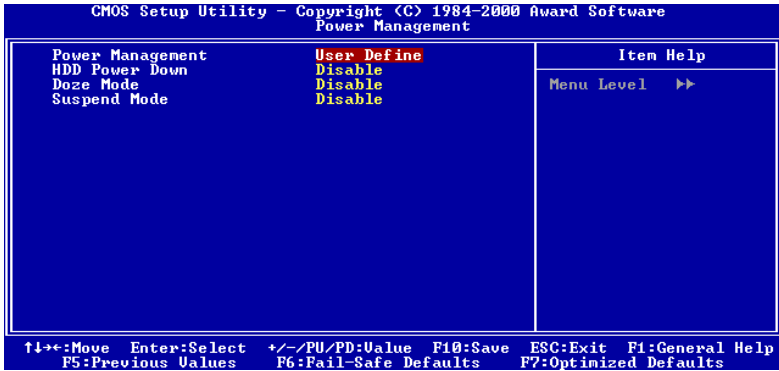 CMOS Setup Utility - Copyright (C) 1984-2000 Award Software
Power Management
Power Management User Define
HDD Power Down Disable
Doze Mode Disable
Suspend Mode Disable
Item Help
Menu Level ▶▶
↑↓→←:Move Enter:Select +/-/PU/PD:Value F10:Save ESC:Exit F1:General Help
F5:Previous Values F6:Fail-Safe Defaults F7:Optimized Defaults